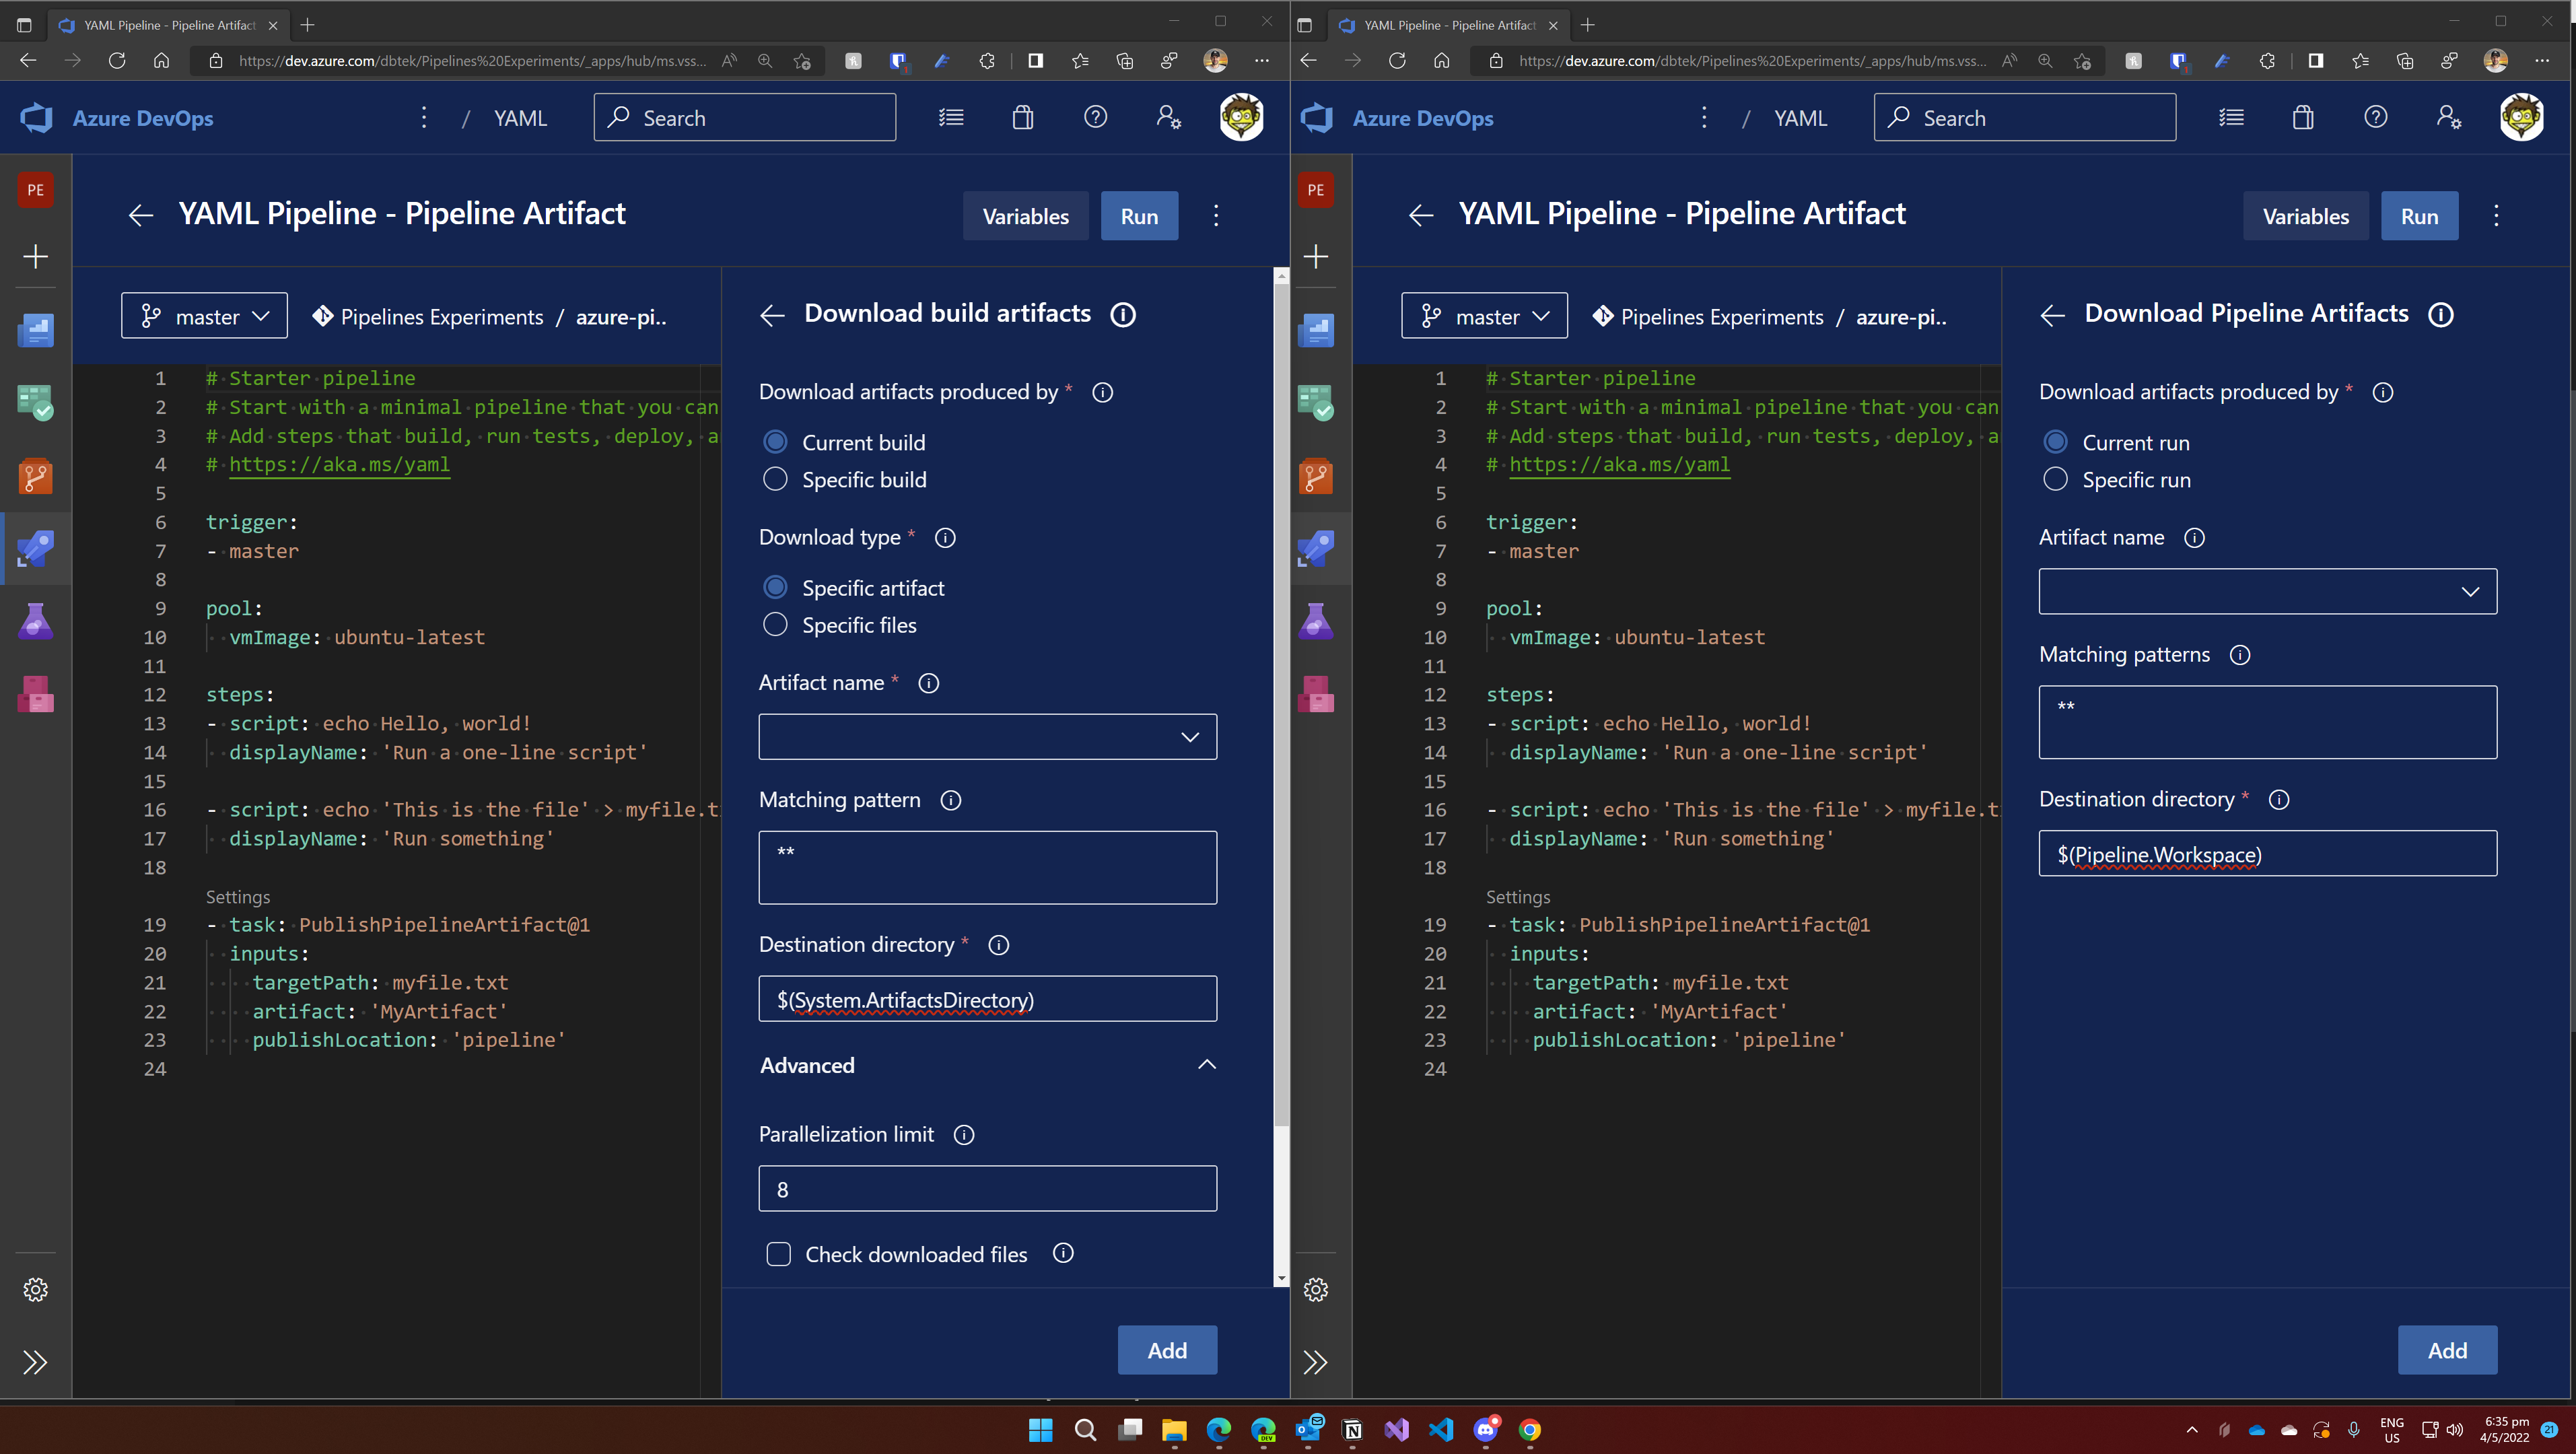 YAML Pipeline - Pipeline Artifact
https://dev.azure.com/dbtek/Pipelines%20Experiments/_apps/hub/ms.vss...
Azure DevOps
/ YAML
Search
PE
YAML Pipeline - Pipeline Artifact
Variables
Run
master
Pipelines Experiments / azure-pi..
1 # Starter pipeline
2 # Start with a minimal pipeline that you can
3 # Add steps that build, run tests, deploy, a
4 # https://aka.ms/yaml
5
6 trigger:
7 - master
8
9 pool:
10 vmImage: ubuntu-latest
11
12 steps:
13 - script: echo Hello, world!
14 displayName: 'Run a one-line script'
15
16 - script: echo 'This is the file' > myfile.t
17 displayName: 'Run something'
18
Settings
19 - task: PublishPipelineArtifact@1
20 inputs:
21 targetPath: myfile.txt
22 artifact: 'MyArtifact'
23 publishLocation: 'pipeline'
24
Download build artifacts
Download artifacts produced by *
Current build
Specific build
Download type *
Specific artifact
Specific files
Artifact name *
Matching pattern
**
Destination directory *
$(System.ArtifactsDirectory)
Advanced
Parallelization limit
8
Check downloaded files
Add
YAML Pipeline - Pipeline Artifact
https://dev.azure.com/dbtek/Pipelines%20Experiments/_apps/hub/ms.vss...
Azure DevOps
/ YAML
Search
PE
YAML Pipeline - Pipeline Artifact
Variables
Run
master
Pipelines Experiments / azure-pi..
1 # Starter pipeline
2 # Start with a minimal pipeline that you can
3 # Add steps that build, run tests, deploy, a
4 # https://aka.ms/yaml
5
6 trigger:
7 - master
8
9 pool:
10 vmImage: ubuntu-latest
11
12 steps:
13 - script: echo Hello, world!
14 displayName: 'Run a one-line script'
15
16 - script: echo 'This is the file' > myfile.t
17 displayName: 'Run something'
18
Settings
19 - task: PublishPipelineArtifact@1
20 inputs:
21 targetPath: myfile.txt
22 artifact: 'MyArtifact'
23 publishLocation: 'pipeline'
24
Download Pipeline Artifacts
Download artifacts produced by *
Current run
Specific run
Artifact name
Matching patterns
**
Destination directory *
$(Pipeline.Workspace)
Add
DEV
ENG
US
6:35 pm
4/5/2022
21